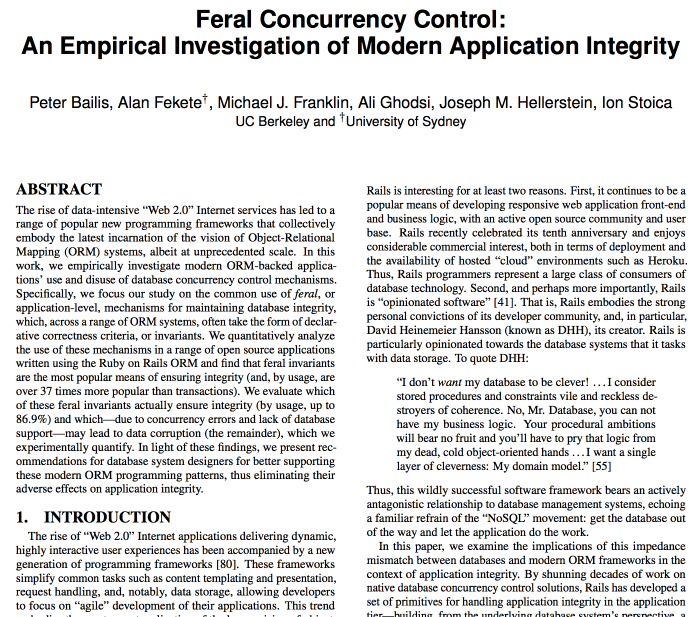 Feral Concurrency Control:
An Empirical Investigation of Modern Application Integrity
Peter Bailis, Alan Fekete†, Michael J. Franklin, Ali Ghodsi, Joseph M. Hellerstein, Ion Stoica
UC Berkeley and †University of Sydney
ABSTRACT
The rise of data-intensive “Web 2.0” Internet services has led to a
range of popular new programming frameworks that collectively
embody the latest incarnation of the vision of Object-Relational
Mapping (ORM) systems, albeit at unprecedented scale. In this
work, we empirically investigate modern ORM-backed applica-
tions’ use and disuse of database concurrency control mechanisms.
Specifically, we focus our study on the common use of feral, or
application-level, mechanisms for maintaining database integrity,
which, across a range of ORM systems, often take the form of declar-
ative correctness criteria, or invariants. We quantitatively analyze
the use of these mechanisms in a range of open source applications
written using the Ruby on Rails ORM and find that feral invariants
are the most popular means of ensuring integrity (and, by usage, are
over 37 times more popular than transactions). We evaluate which
of these feral invariants actually ensure integrity (by usage, up to
86.9%) and which—due to concurrency errors and lack of database
support—may lead to data corruption (the remainder), which we
experimentally quantify. In light of these findings, we present rec-
ommendations for database system designers for better supporting
these modern ORM programming patterns, thus eliminating their
adverse effects on application integrity.
1. INTRODUCTION
The rise of “Web 2.0” Internet applications delivering dynamic,
highly interactive user experiences has been accompanied by a new
generation of programming frameworks [80]. These frameworks
simplify common tasks such as content templating and presentation,
request handling, and, notably, data storage, allowing developers
to focus on “agile” development of their applications. This trend
Rails is interesting for at least two reasons. First, it continues to be a
popular means of developing responsive web application front-end
and business logic, with an active open source community and user
base. Rails recently celebrated its tenth anniversary and enjoys
considerable commercial interest, both in terms of deployment and
the availability of hosted “cloud” environments such as Heroku.
Thus, Rails programmers represent a large class of consumers of
database technology. Second, and perhaps more importantly, Rails
is “opinionated software” [41]. That is, Rails embodies the strong
personal convictions of its developer community, and, in particular,
David Heinemeier Hansson (known as DHH), its creator. Rails is
particularly opinionated towards the database systems that it tasks
with data storage. To quote DHH:
“I don’t want my database to be clever! ...I consider
stored procedures and constraints vile and reckless de-
stroyers of coherence. No, Mr. Database, you can not
have my business logic. Your procedural ambitions
will bear no fruit and you’ll have to pry that logic from
my dead, cold object-oriented hands ...I want a single
layer of cleverness: My domain model.” [55]
Thus, this wildly successful software framework bears an actively
antagonistic relationship to database management systems, echoing
a familiar refrain of the “NoSQL” movement: get the database out
of the way and let the application do the work.
In this paper, we examine the implications of this impedance
mismatch between databases and modern ORM frameworks in the
context of application integrity. By shunning decades of work on
native database concurrency control solutions, Rails has developed a
set of primitives for handling application integrity in the application
tier—building, from the underlying database system’s perspective, a